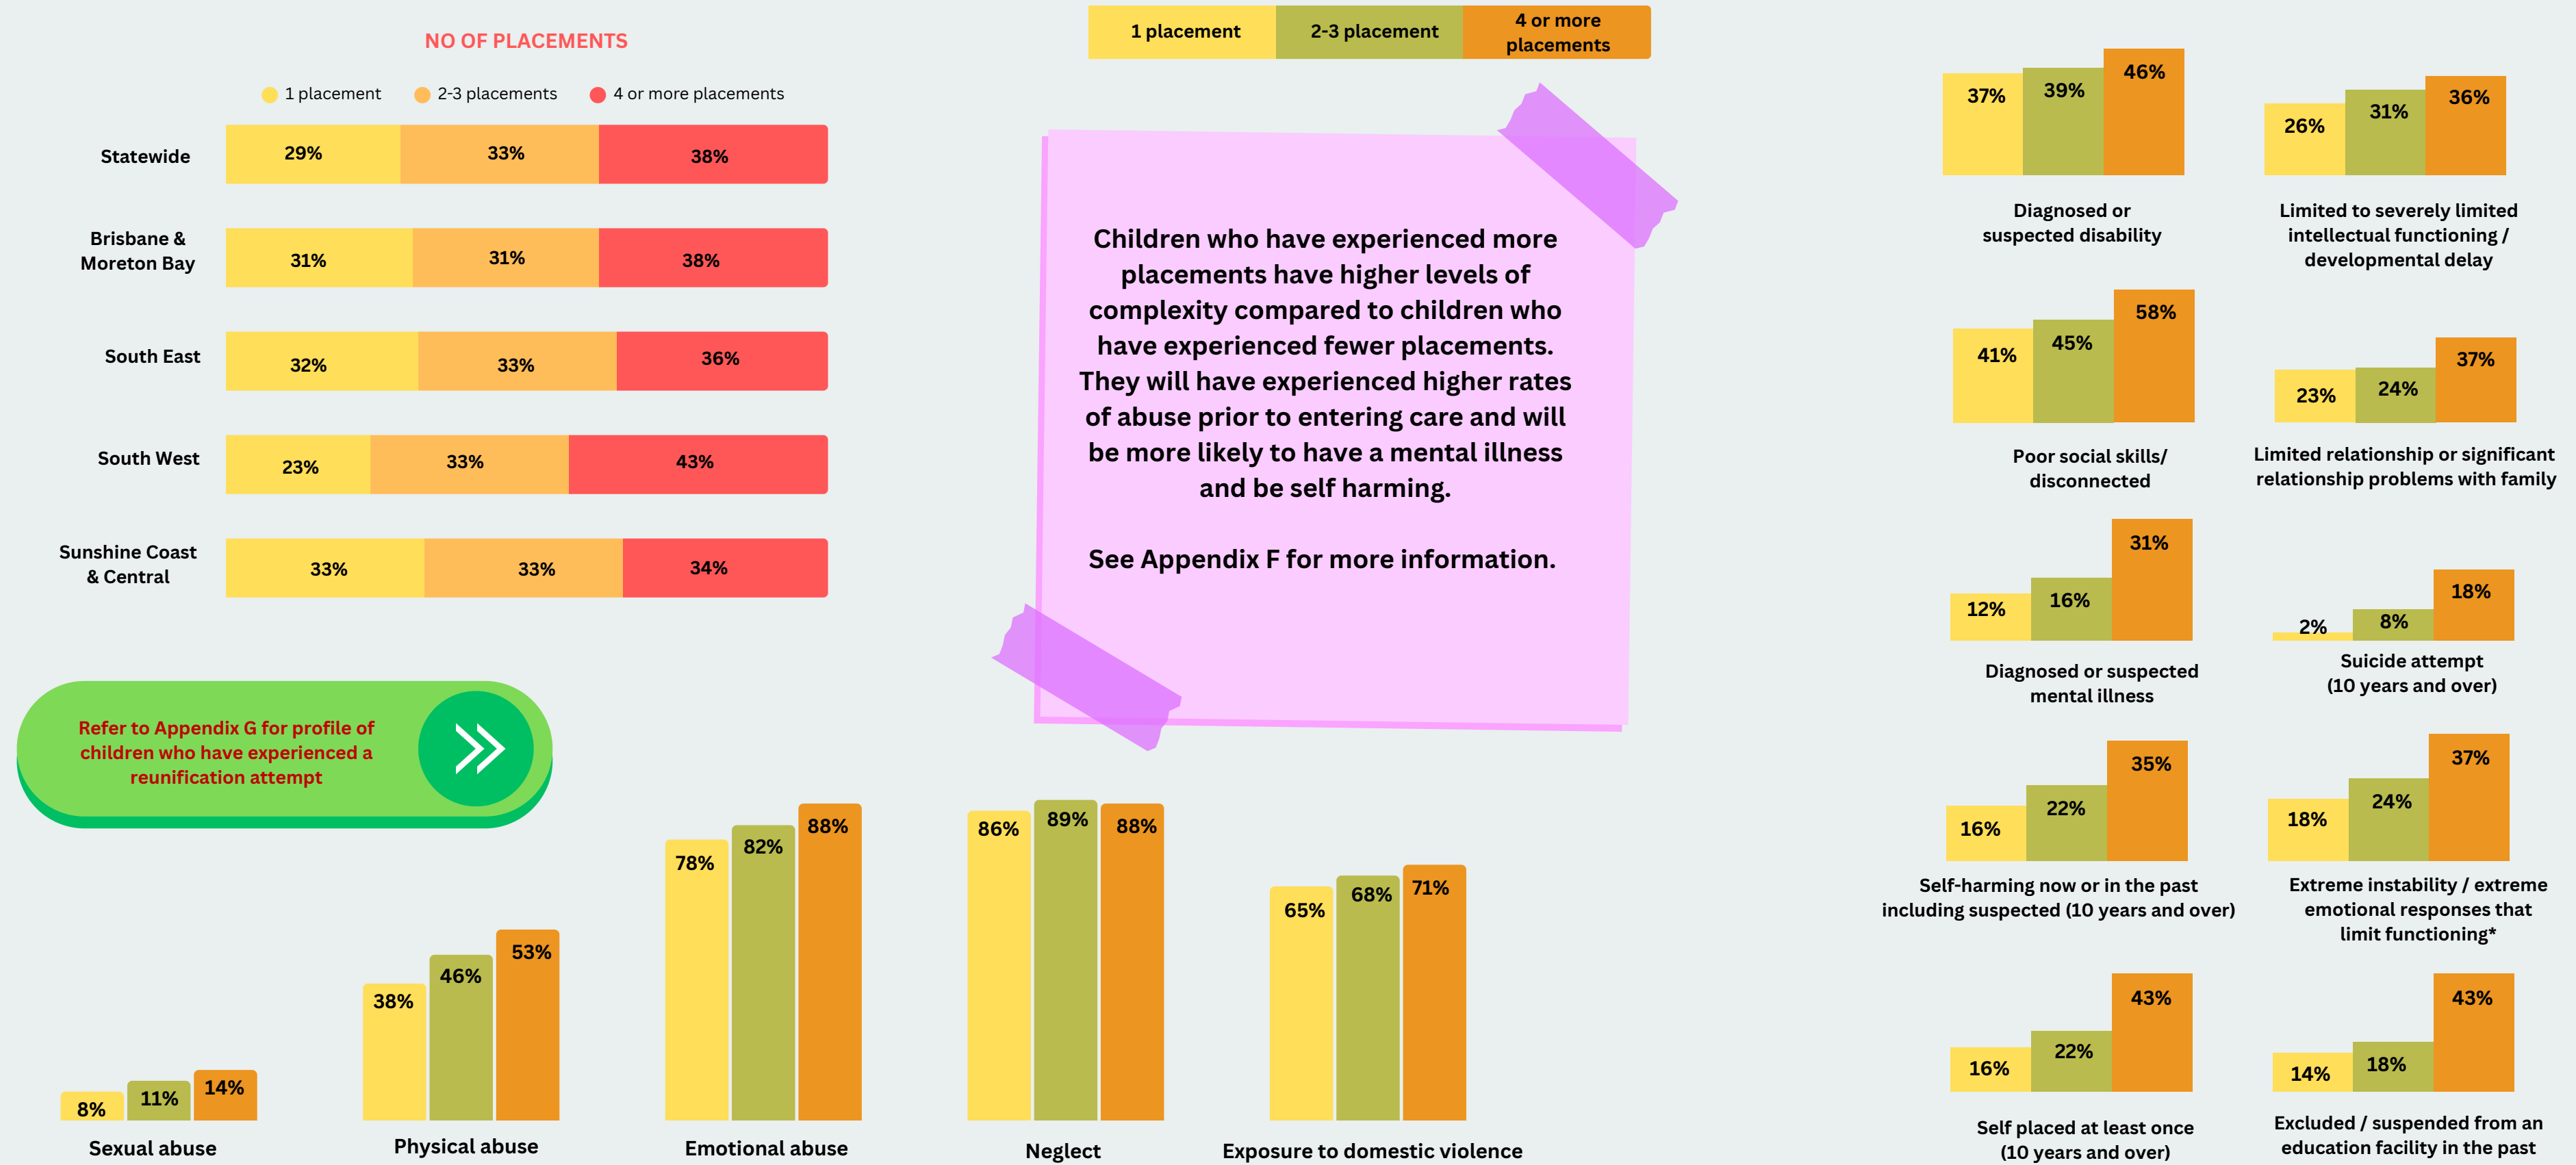 NO OF PLACEMENTS
1 placement
2-3 placements
4 or more placements
Statewide
29%
33%
38%
Brisbane &
Moreton Bay
31%
31%
38%
South East
32%
33%
36%
South West
23%
33%
43%
Sunshine Coast
& Central
33%
33%
34%
Refer to Appendix G for profile of
children who have experienced a
reunification attempt
1 placement
2-3 placement
4 or more
placements
Children who have experienced more
placements have higher levels of
complexity compared to children who
have experienced fewer placements.
They will have experienced higher rates
of abuse prior to entering care and will
be more likely to have a mental illness
and be self harming.
See Appendix F for more information.
8%
11%
14%
Sexual abuse
38%
46%
53%
Physical abuse
78%
82%
88%
Emotional abuse
86%
89%
88%
Neglect
65%
68%
71%
Exposure to domestic violence
37%
39%
46%
Diagnosed or
suspected disability
26%
31%
36%
Limited to severely limited
intellectual functioning /
developmental delay
41%
45%
58%
Poor social skills/
disconnected
23%
24%
37%
Limited relationship or significant
relationship problems with family
12%
16%
31%
Diagnosed or suspected
mental illness
2%
8%
18%
Suicide attempt
(10 years and over)
16%
22%
35%
Self-harming now or in the past
including suspected (10 years and over)
18%
24%
37%
Extreme instability / extreme
emotional responses that
limit functioning*
16%
22%
43%
Self placed at least once
(10 years and over)
14%
18%
43%
Excluded / suspended from an
education facility in the past